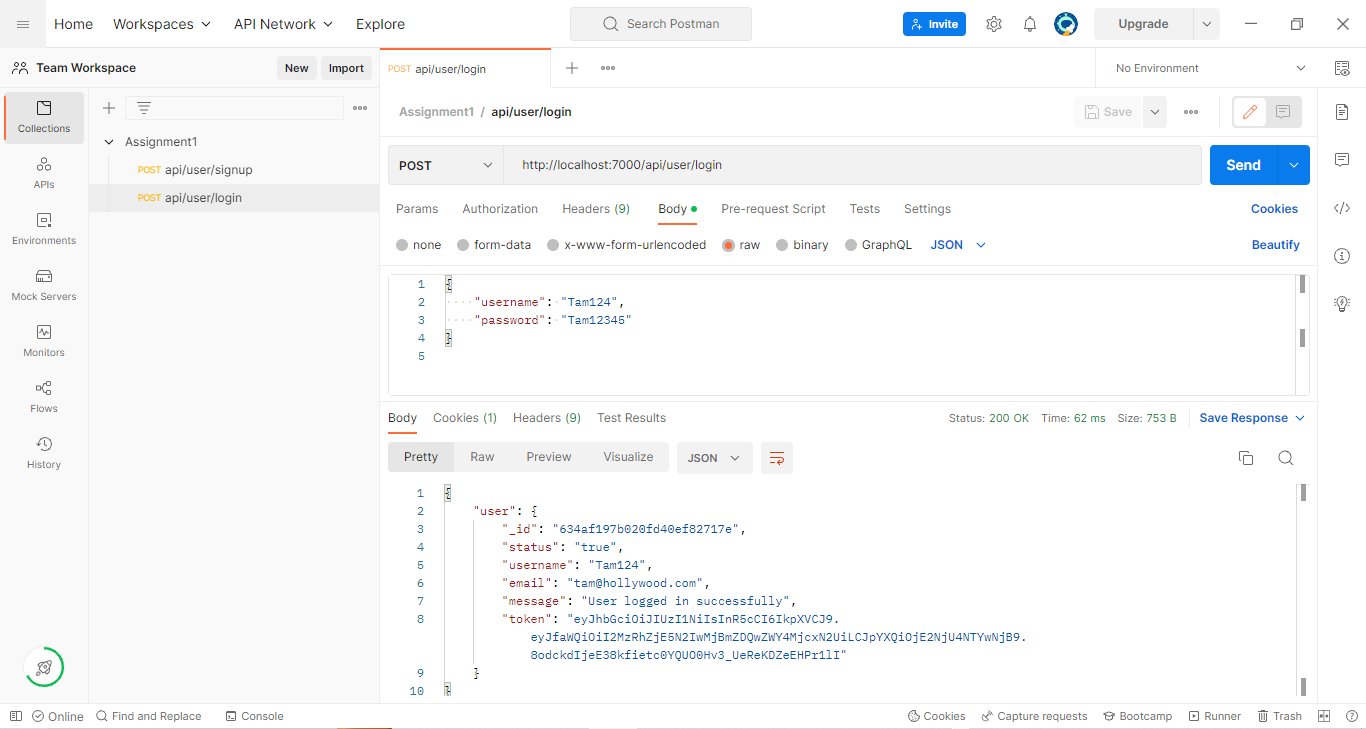 Home Workspaces API Network Explore Search Postman Invite Upgrade
Team Workspace New Import POST api/user/login No Environment
Collections
APIs
Environments
Mock Servers
Monitors
Flows
History
Assignment1
POST api/user/signup
POST api/user/login
Assignment1 / api/user/login Save
POST http://localhost:7000/api/user/login Send
Params Authorization Headers (9) Body Pre-request Script Tests Settings Cookies
none form-data x-www-form-urlencoded raw binary GraphQL JSON Beautify
1 {
2 "username": "Tam124",
3 "password": "Tam12345"
4 }
5
Body Cookies (1) Headers (9) Test Results Status: 200 OK Time: 62 ms Size: 753 B Save Response
Pretty Raw Preview Visualize JSON
1 {
2 "user": {
3 "_id": "634af197b020fd40ef82717e",
4 "status": "true",
5 "username": "Tam124",
6 "email": "tam@hollywood.com",
7 "message": "User logged in successfully",
8 "token": "eyJhbGciOiJIUzI1NiIsInR5cCI6IkpXVCJ9.
eyJfaWQiOiI2MzRhZjE5N2IwMjBmZDQwZWY4MjcxN2UiLCJpYXQiOjE2NjU4NTYwNjB9.
8odckdIjeE38kfietc0YQUO0Hv3_UeReKDZeEHPr1lI"
9 }
10 }
Online Find and Replace Console Cookies Capture requests Bootcamp Runner Trash